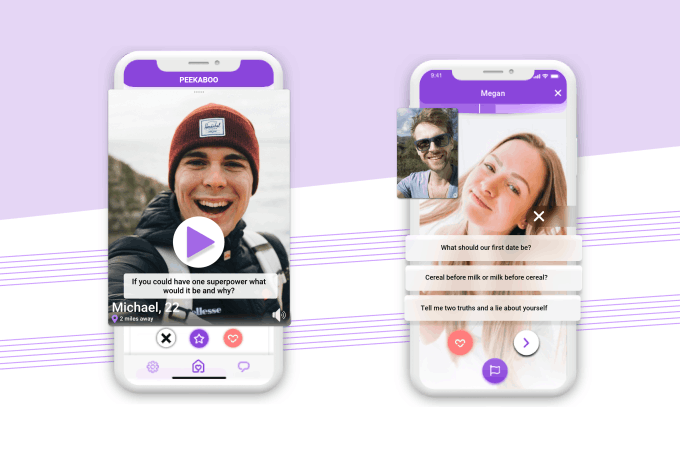 PEEKABOO
Herschel
If you could have one superpower what
would it be and why?
Michael, 22
2 miles away
ellesse
9:41
Megan
What should our first date be?
Cereal before milk or milk before cereal?
Tell me two truths and a lie about yourself